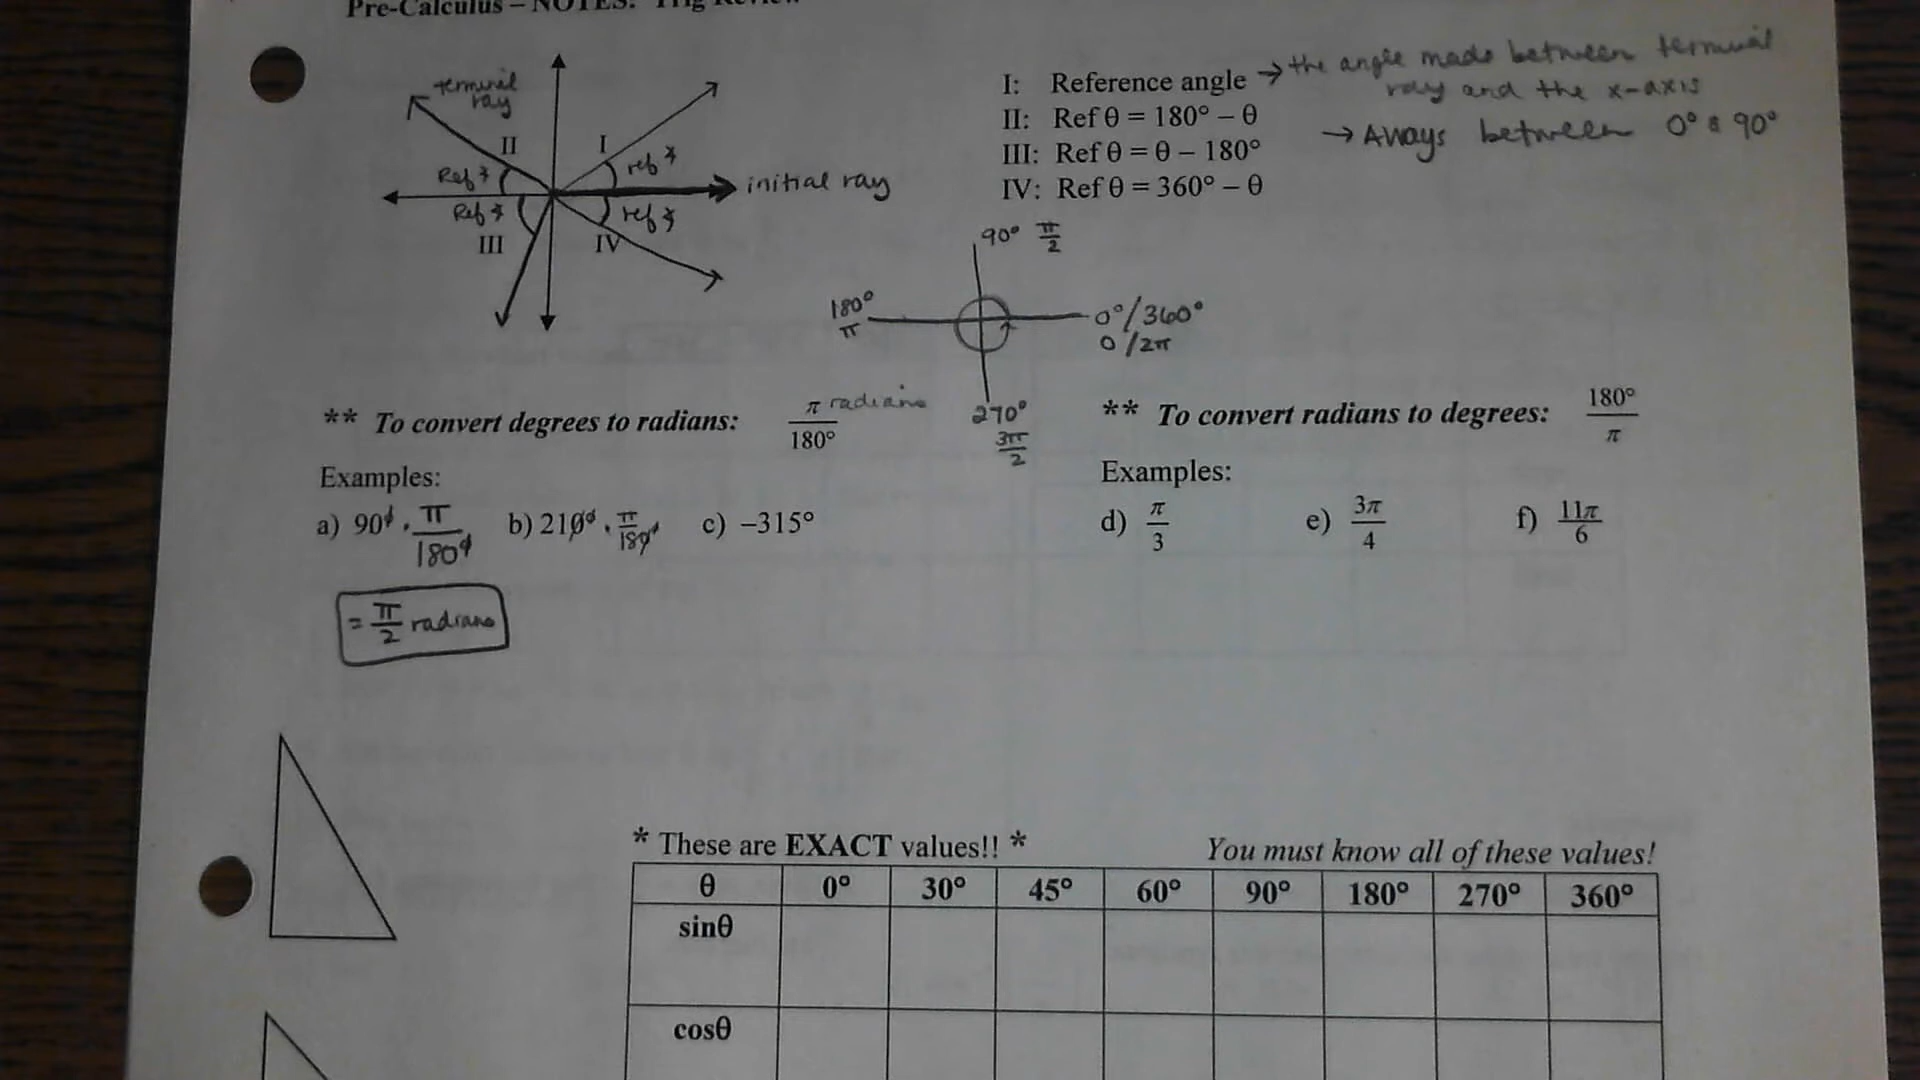 Pre-Calculus – NOTES: Trig Review
terminal
ray
II
I
Ref ∡
ref ∡
initial ray
Ref ∡
ref ∡
III
IV
I: Reference angle → the angle made between terminal
ray and the x-axis
II: Ref θ = 180° – θ
→ Always between 0° & 90°
III: Ref θ = θ – 180°
IV: Ref θ = 360° – θ
90° π/2
180°
π
0°/360°
0/2π
270°
3π/2
** To convert degrees to radians: π radians/180°
** To convert radians to degrees: 180°/π
Examples:
a) 90° · π/180° b) 210° · π/180° c) –315°
= π/2 radians
Examples:
d) π/3 e) 3π/4 f) 11π/6
* These are EXACT values!! * You must know all of these values!
θ 0° 30° 45° 60° 90° 180° 270° 360°
sinθ
cosθ